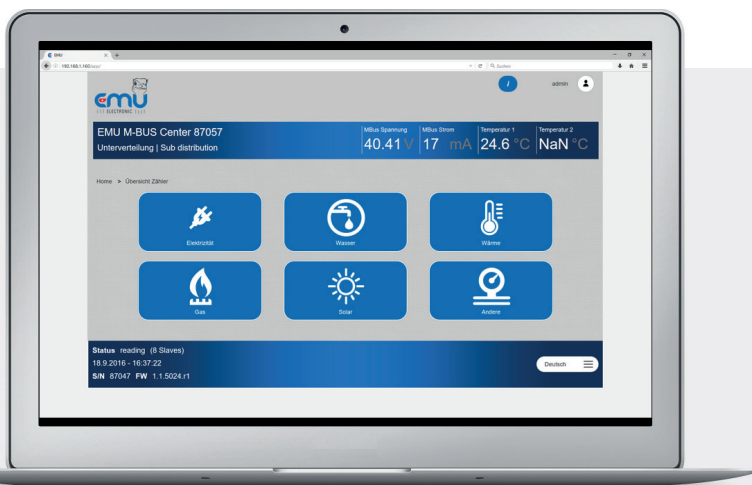 EMU
192.168.1.160/app/
Suchen
emu
ELECTRONIC
i
admin
EMU M-BUS Center 87057
Unterverteilung | Sub distribution
MBus Spannung
40.41 V
MBus Strom
17 mA
Temperatur 1
24.6 °C
Temperatur 2
NaN °C
Home > Übersicht Zähler
Elektrizität
Wasser
Wärme
Gas
Solar
Andere
Status reading (8 Slaves)
18.9.2016 - 16:37:22
S/N 87047 FW 1.1.5024.r1
Deutsch